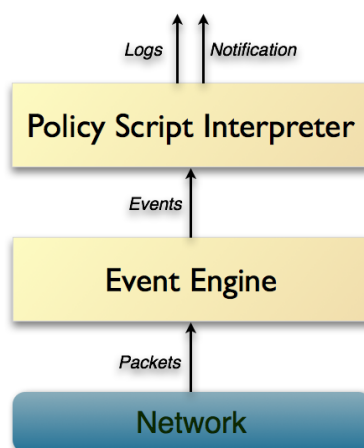 Logs Notification
Policy Script Interpreter
Events
Event Engine
Packets
Network